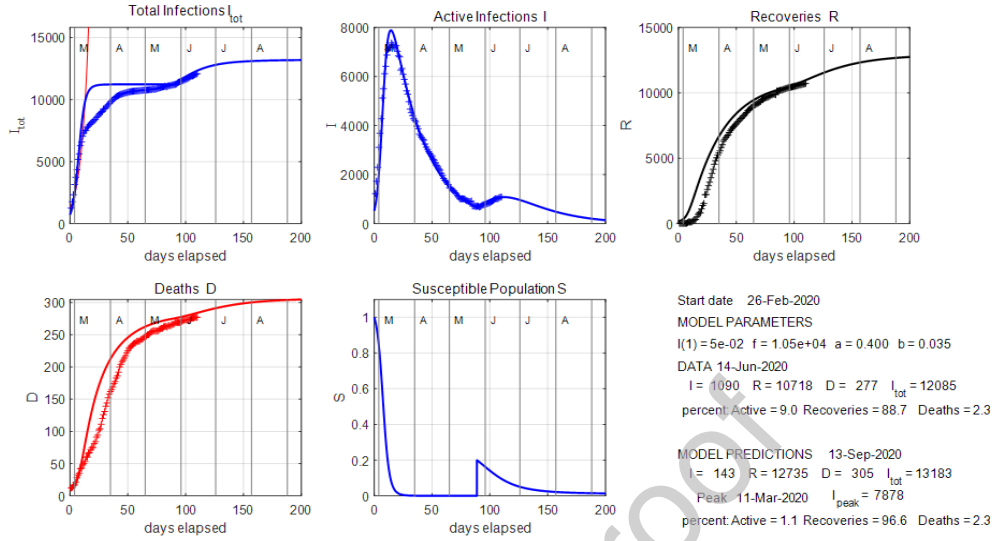 Total Infections I_tot
Active Infections I
Recoveries R
15000
10000
5000
0
I_tot
M A M J J A
0 50 100 150 200
days elapsed
8000
6000
4000
2000
0
I
M A M J J A
0 50 100 150 200
days elapsed
15000
10000
5000
0
R
M A M J J A
0 50 100 150 200
days elapsed
Deaths D
300
250
200
150
100
50
0
D
M A M J J A
0 50 100 150 200
days elapsed
Susceptible Population S
1
0.8
0.6
0.4
0.2
0
S
M A M J J A
0 50 100 150 200
days elapsed
Start date 26-Feb-2020
MODEL PARAMETERS
I(1) = 5e-02 f = 1.05e+04 a = 0.400 b = 0.035
DATA 14-Jun-2020
I = 1090 R = 10718 D = 277 I_tot = 12085
percent: Active = 9.0 Recoveries = 88.7 Deaths = 2.3
MODEL PREDICTIONS 13-Sep-2020
I = 143 R = 12735 D = 305 I_tot = 13183
Peak 11-Mar-2020 I_peak = 7878
percent: Active = 1.1 Recoveries = 96.6 Deaths = 2.3
roof